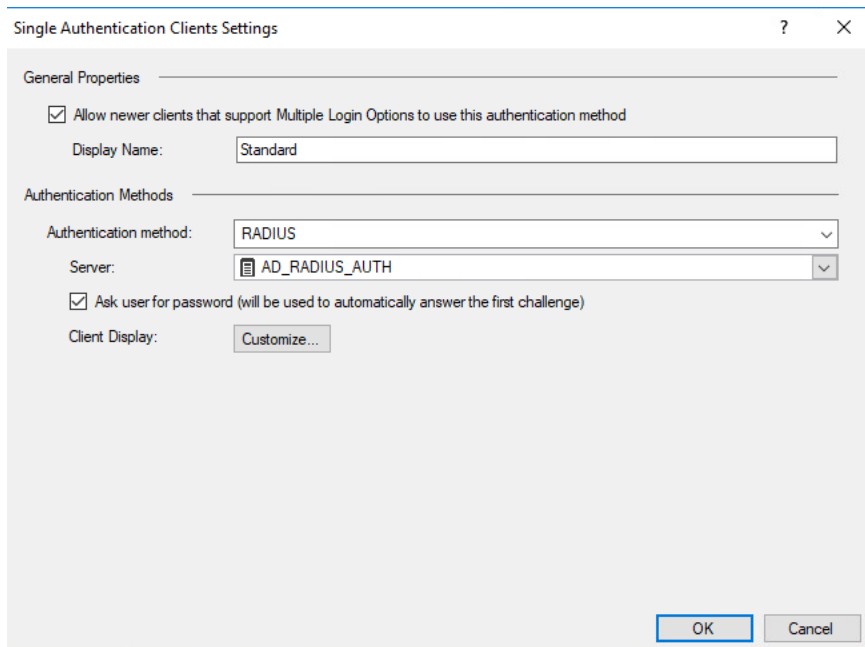 Single Authentication Clients Settings ?
General Properties
Allow newer clients that support Multiple Login Options to use this authentication method
Display Name: Standard
Authentication Methods
Authentication method: RADIUS
Server: AD_RADIUS_AUTH
Ask user for password (will be used to automatically answer the first challenge)
Client Display: Customize...
OK Cancel